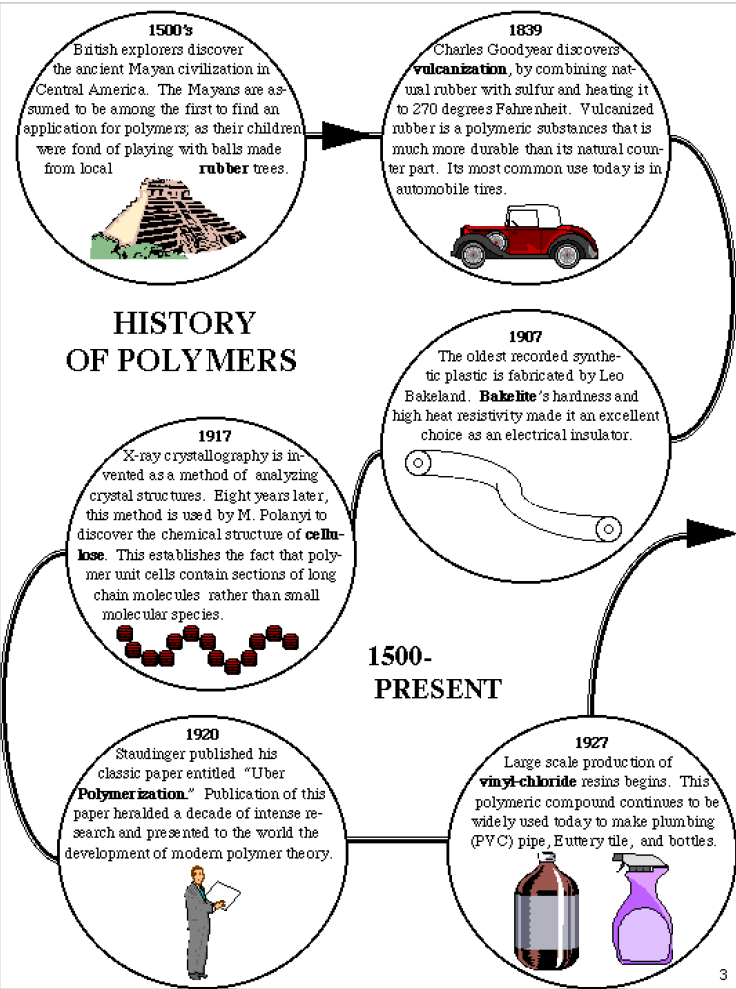 1500's
British explorers discover
the ancient Mayan civilization in
Central America. The Mayans are as-
sumed to be among the first to find an
application for polymers; as their children
were fond of playing with balls made
from local rubber trees.
1839
Charles Goodyear discovers
vulcanization, by combining nat-
ural rubber with sulfur and heating it
to 270 degrees Fahrenheit. Vulcanized
rubber is a polymeric substances that is
much more durable than its natural coun-
ter part. Its most common use today is in
automobile tires.
HISTORY
OF POLYMERS
1907
The oldest recorded synthe-
tic plastic is fabricated by Leo
Bakeland. Bakelite's hardness and
high heat resistivity made it an excellent
choice as an electrical insulator.
1917
X-ray crystallography is in-
vented as a method of analyzing
crystal structures. Eight years later,
this method is used by M. Polanyi to
discover the chemical structure of cellu-
lose. This establishes the fact that poly-
mer unit cells contain sections of long
chain molecules rather than small
molecular species.
1500-
PRESENT
1920
Staudinger published his
classic paper entitled "Uber
Polymerization." Publication of this
paper heralded a decade of intense re-
search and presented to the world the
development of modern polymer theory.
1927
Large scale production of
vinyl-chloride resins begins. This
polymeric compound continues to be
widely used today to make plumbing
(PVC) pipe, Euttery tile, and bottles.
3